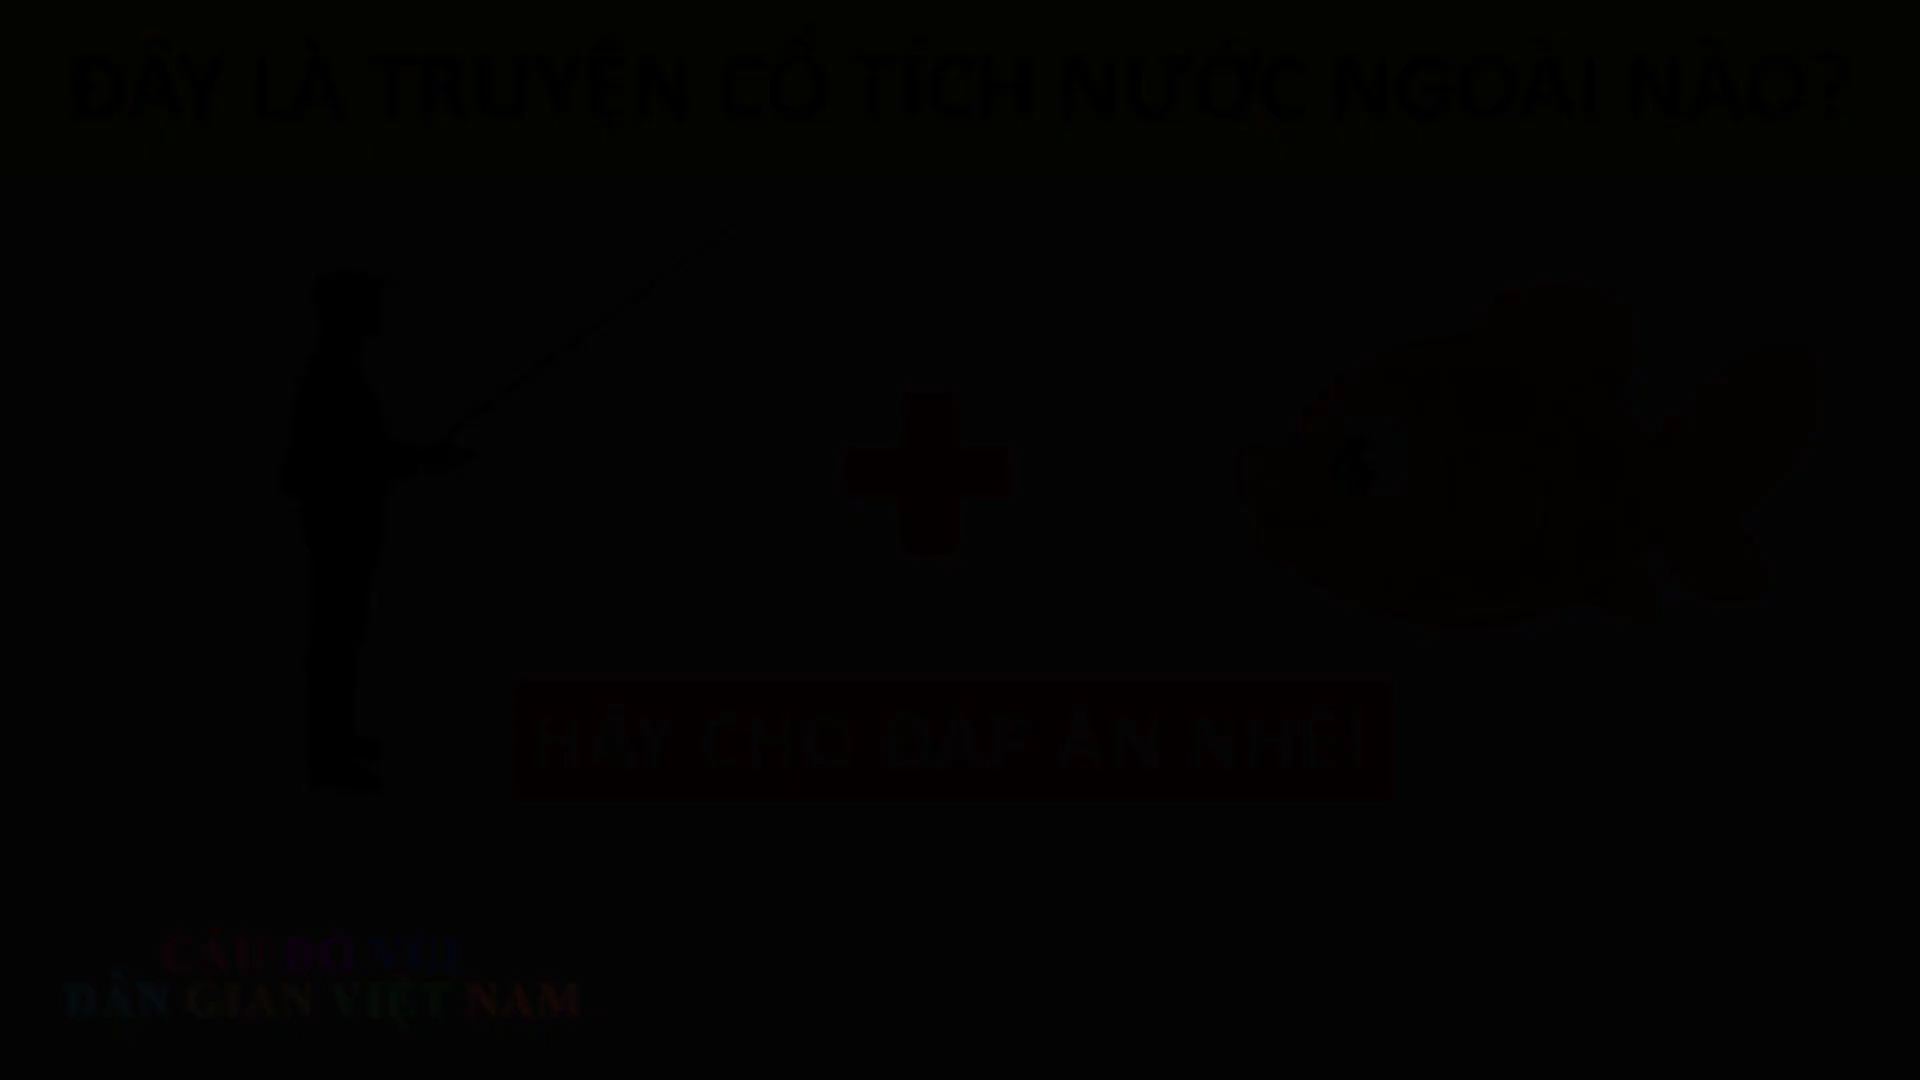 ĐÂY LÀ TRUYỆN CỔ TÍCH NƯỚC NGOÀI NÀO?
HÃY CHO ĐÁP ÁN NHÉ!
CÂU ĐỐ VUI
DÂN GIAN VIỆT NAM